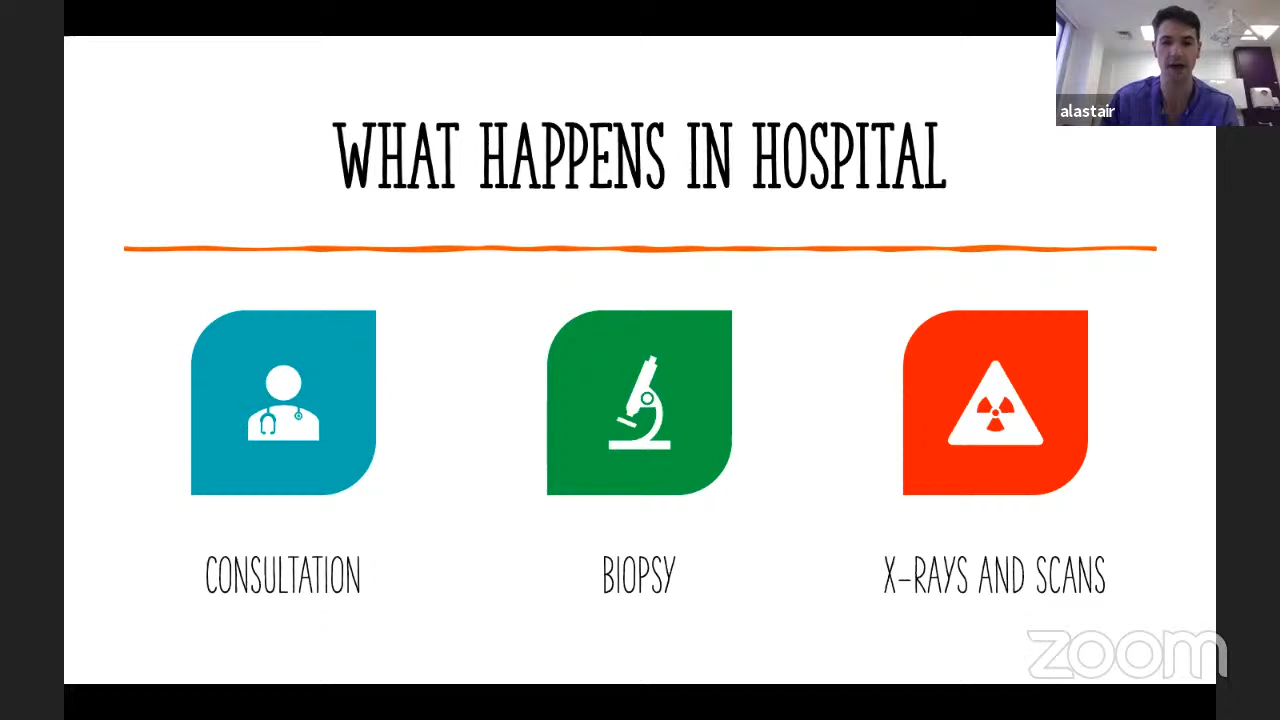 alastair
WHAT HAPPENS IN HOSPITAL
CONSULTATION
BIOPSY
X-RAYS AND SCANS
zoom